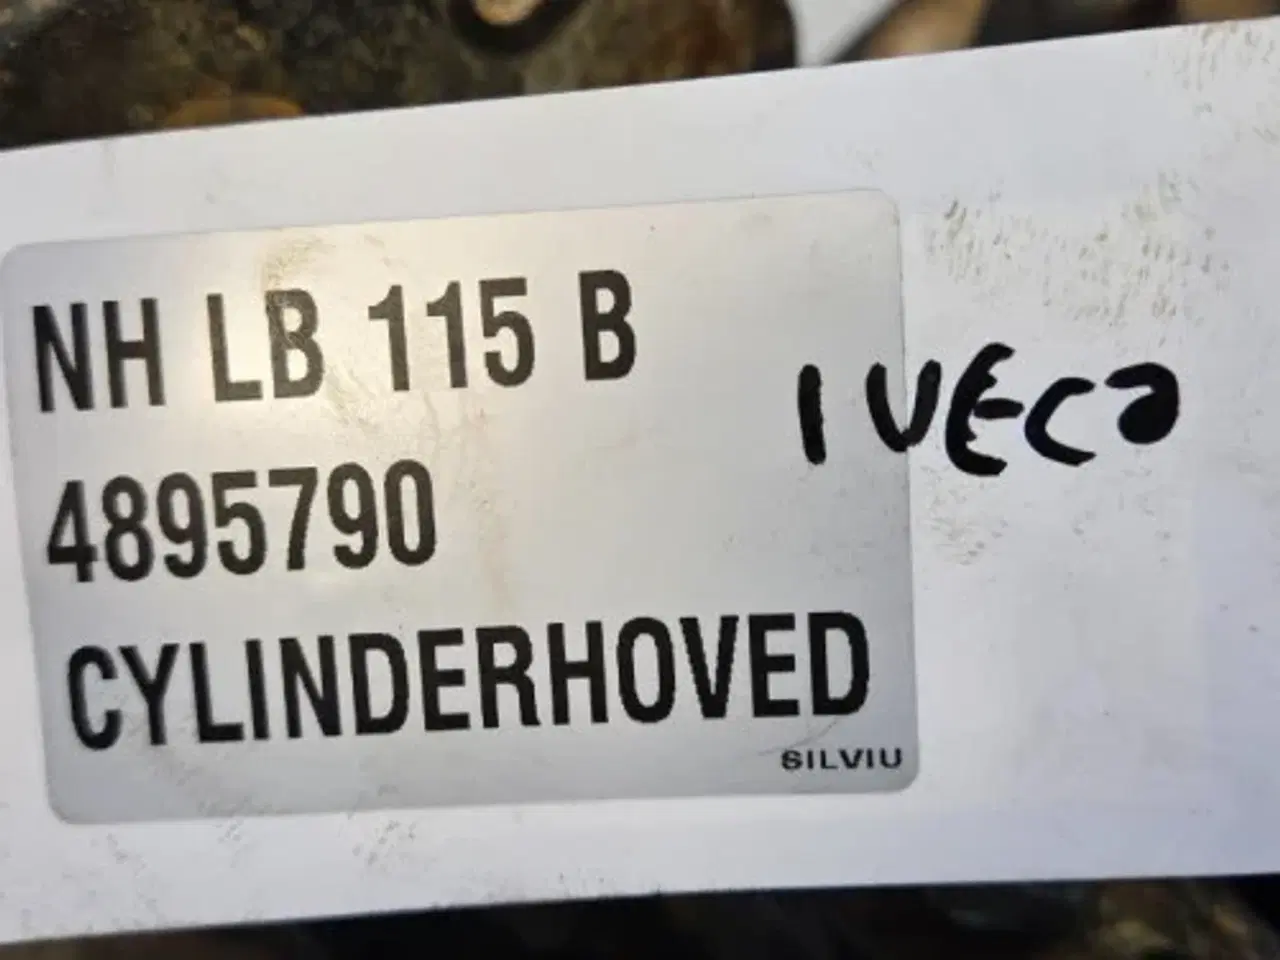 NH LB 115 B
IVECO
4895790
CYLINDERHOVED
SILVIU